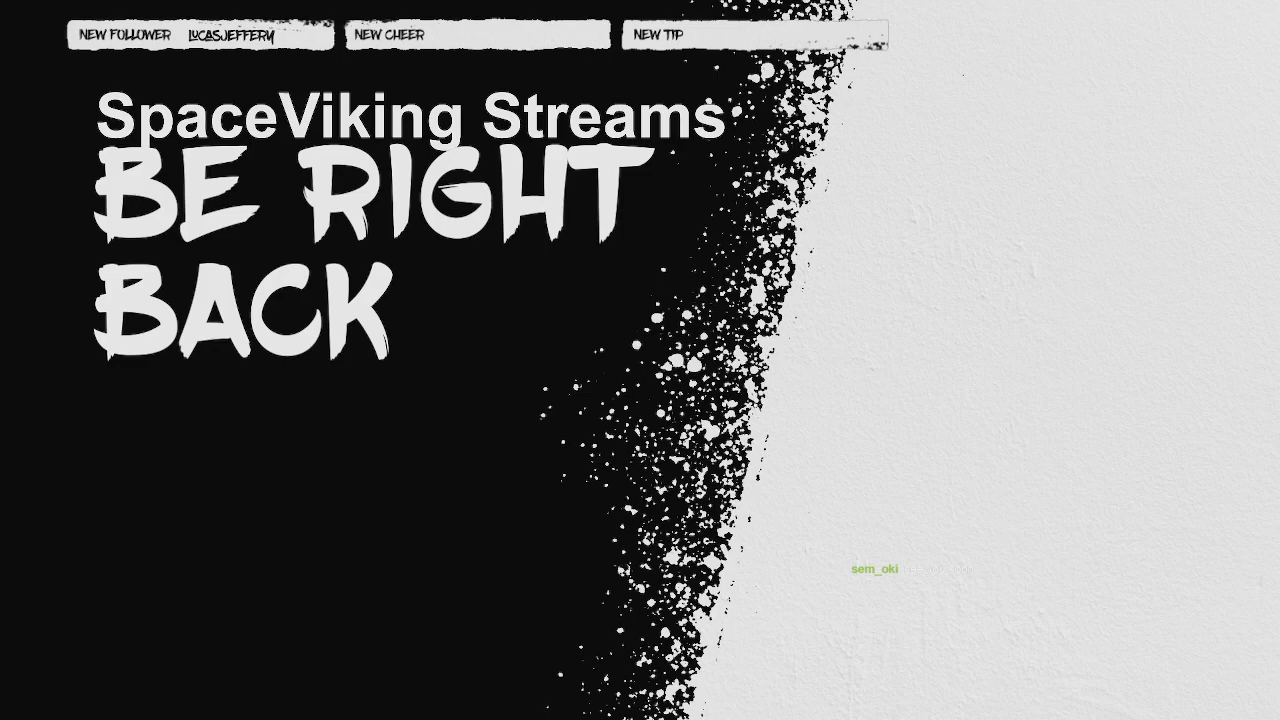 NEW FOLLOWER LUCASJEFFERY
NEW CHEER
NEW TIP
SpaceViking Streams
BE RIGHT
BACK
sem_oki